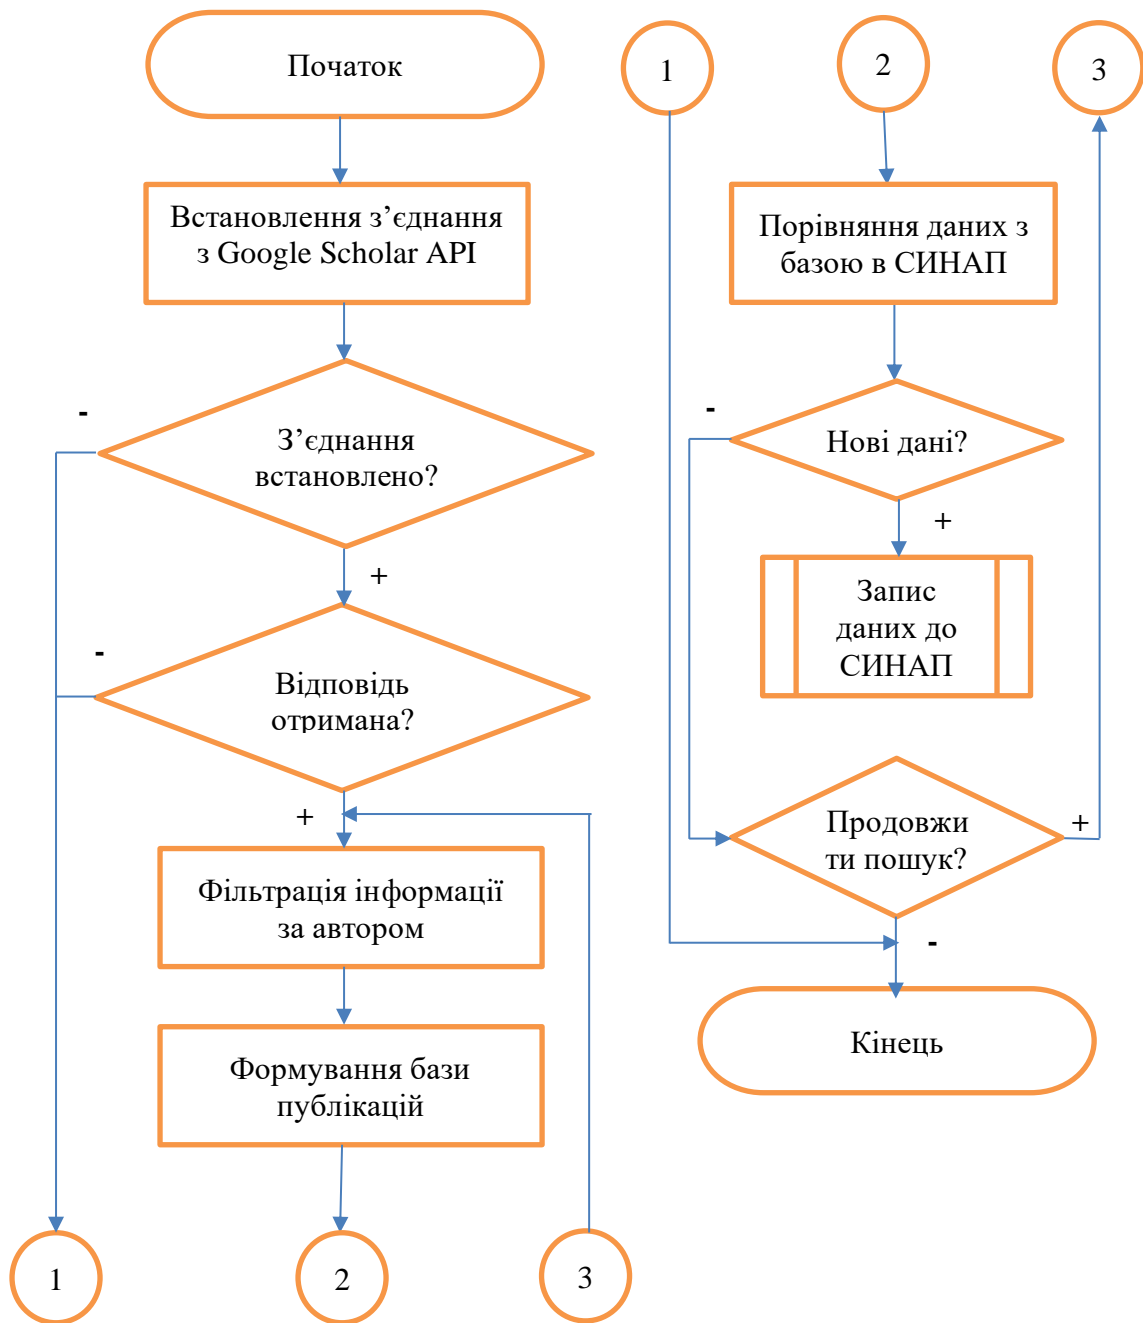 Початок
Встановлення з’єднання
з Google Scholar API
-
З’єднання
встановлено?
+
-
Відповідь
отримана?
+
Фільтрація інформації
за автором
Формування бази
публікацій
1
2
3
1
2
3
Порівняння даних з
базою в СИНАП
-
Нові дані?
+
Запис
даних до
СИНАП
Продовжи
ти пошук?
+
-
Кінець